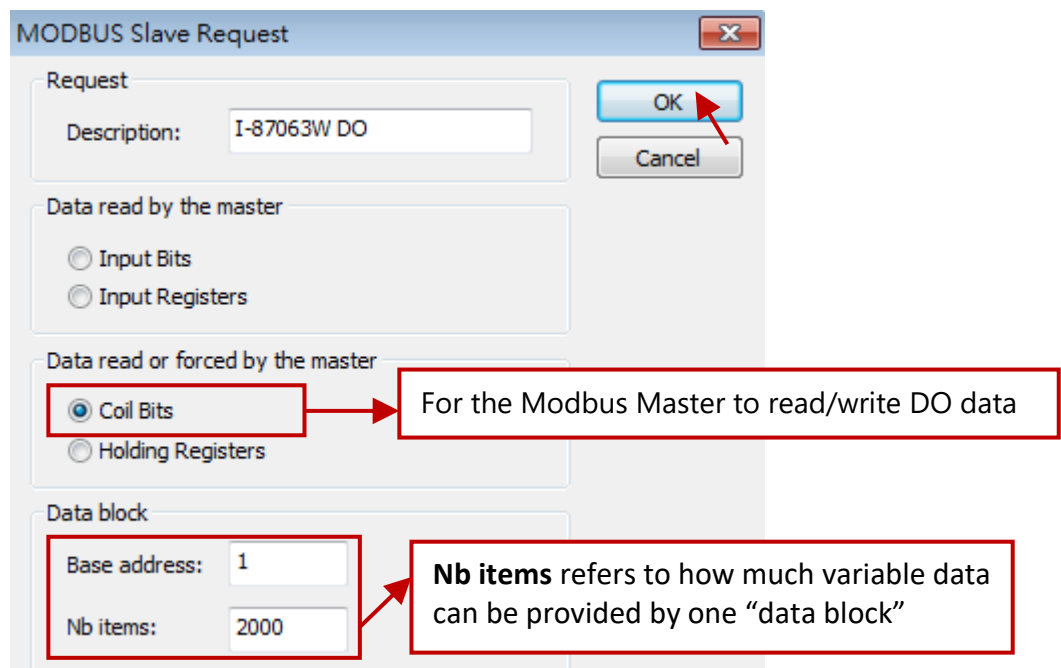 MODBUS Slave Request
Request
OK
Description: I-87063W DO
Cancel
Data read by the master
Input Bits
Input Registers
Data read or forced by the master
Coil Bits
For the Modbus Master to read/write DO data
Holding Registers
Data block
Base address: 1
Nb items refers to how much variable data
can be provided by one “data block”
Nb items: 2000